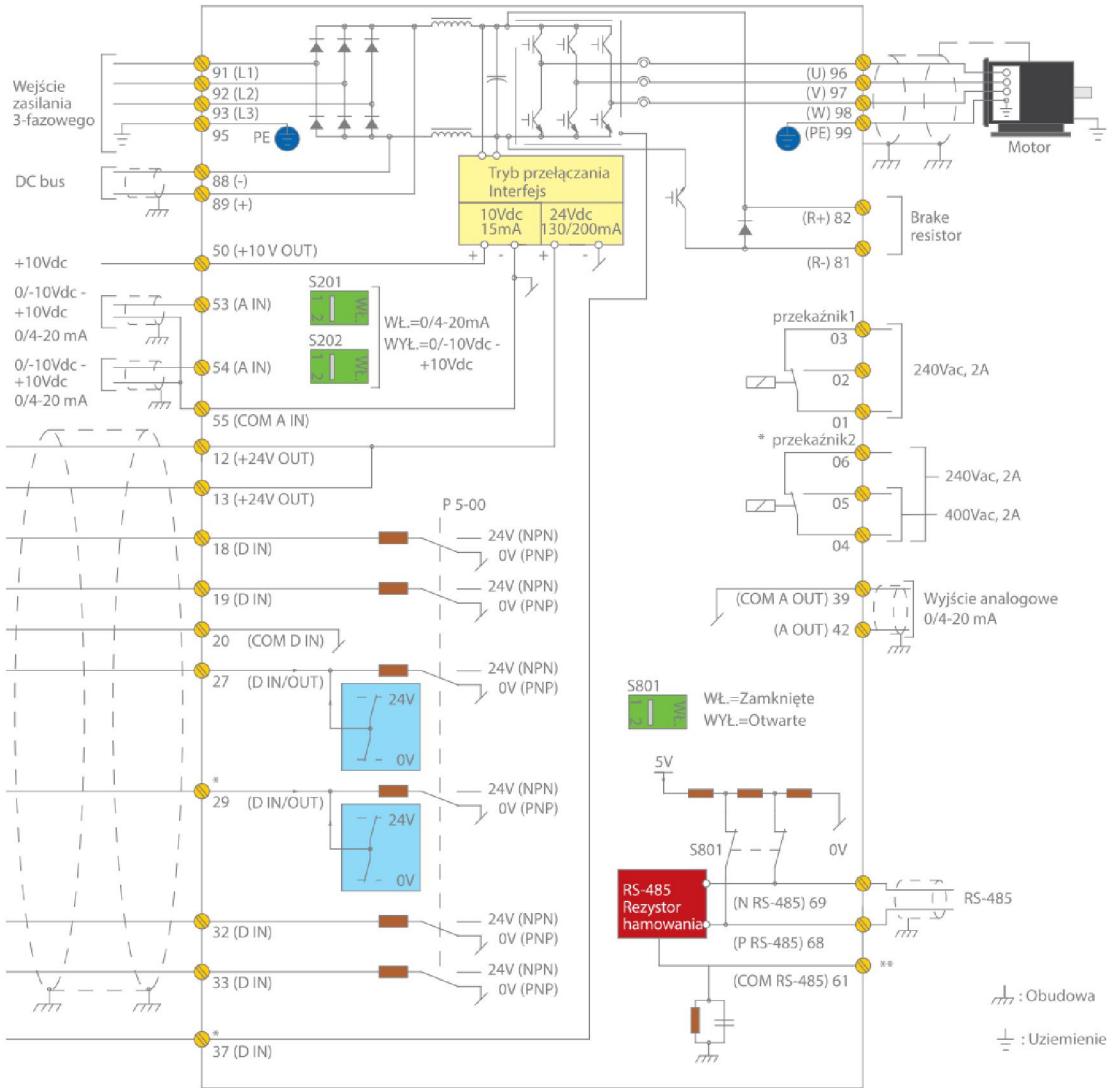 Wejście
zasilania
3-fazowego
91 (L1)
92 (L2)
93 (L3)
95
PE
DC bus
88 (-)
89 (+)
+10Vdc
50 (+10 V OUT)
0/-10Vdc -
+10Vdc
0/4-20 mA
53 (A IN)
0/-10Vdc -
+10Vdc
0/4-20 mA
54 (A IN)
55 (COM A IN)
12 (+24V OUT)
13 (+24V OUT)
18 (D IN)
19 (D IN)
20 (COM D IN)
27 (D IN/OUT)
*
29 (D IN/OUT)
32 (D IN)
33 (D IN)
*
37 (D IN)
Tryb przełączania
Interfejs
10Vdc
15mA
24Vdc
130/200mA
+ - + -
S201
1
2
WŁ.
S202
1
2
WŁ.
WŁ.=0/4-20mA
WYŁ.=0/-10Vdc -
+10Vdc
P 5-00
24V (NPN)
0V (PNP)
24V (NPN)
0V (PNP)
24V (NPN)
0V (PNP)
24V
0V
24V (NPN)
0V (PNP)
24V
0V
24V (NPN)
0V (PNP)
24V (NPN)
0V (PNP)
(U) 96
(V) 97
(W) 98
(PE) 99
Motor
(R+) 82
(R-) 81
Brake
resistor
przekaźnik1
03
02
01
240Vac, 2A
* przekaźnik2
06
05
04
240Vac, 2A
400Vac, 2A
(COM A OUT) 39
(A OUT) 42
Wyjście analogowe
0/4-20 mA
S801
1
2
WŁ.
WŁ.=Zamknięte
WYŁ.=Otwarte
5V
S801
0V
RS-485
Rezystor
hamowania
(N RS-485) 69
(P RS-485) 68
(COM RS-485) 61
**
RS-485
: Obudowa
: Uziemienie